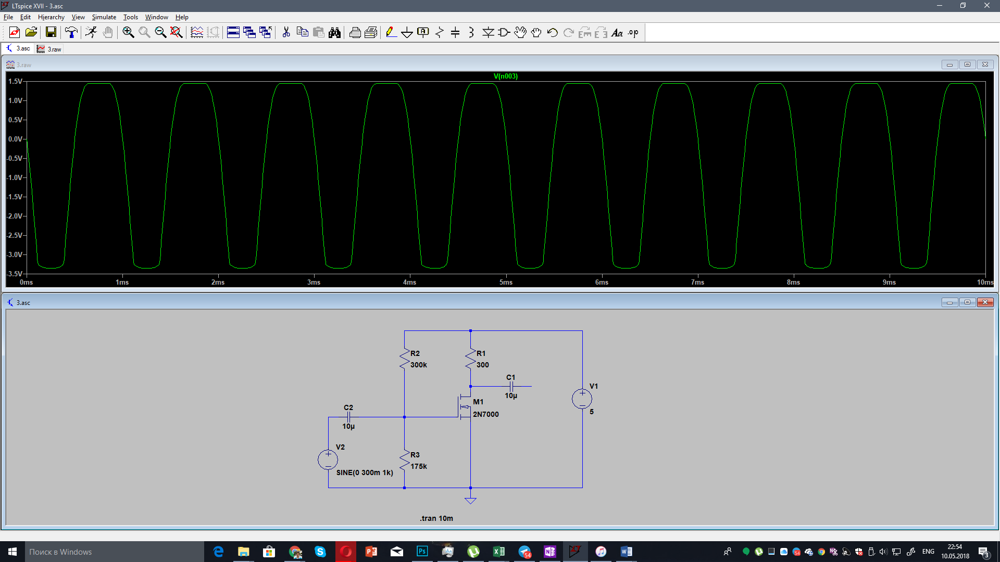 LTspice XVII - 3.asc
File Edit Hierarchy View Simulate Tools Window Help
3.asc 3.raw
3.raw
V(n003)
1.5V
1.0V
0.5V
0.0V
-0.5V
-1.0V
-1.5V
-2.0V
-2.5V
-3.0V
-3.5V
0ms 1ms 2ms 3ms 4ms 5ms 6ms 7ms 8ms 9ms 10ms
3.asc
R2
300k
R1
300
C1
10µ
V1
5
M1
2N7000
C2
10µ
V2
SINE(0 300m 1k)
R3
175k
.tran 10m
Поиск в Windows
54
ENG
22:54
10.05.2018
3